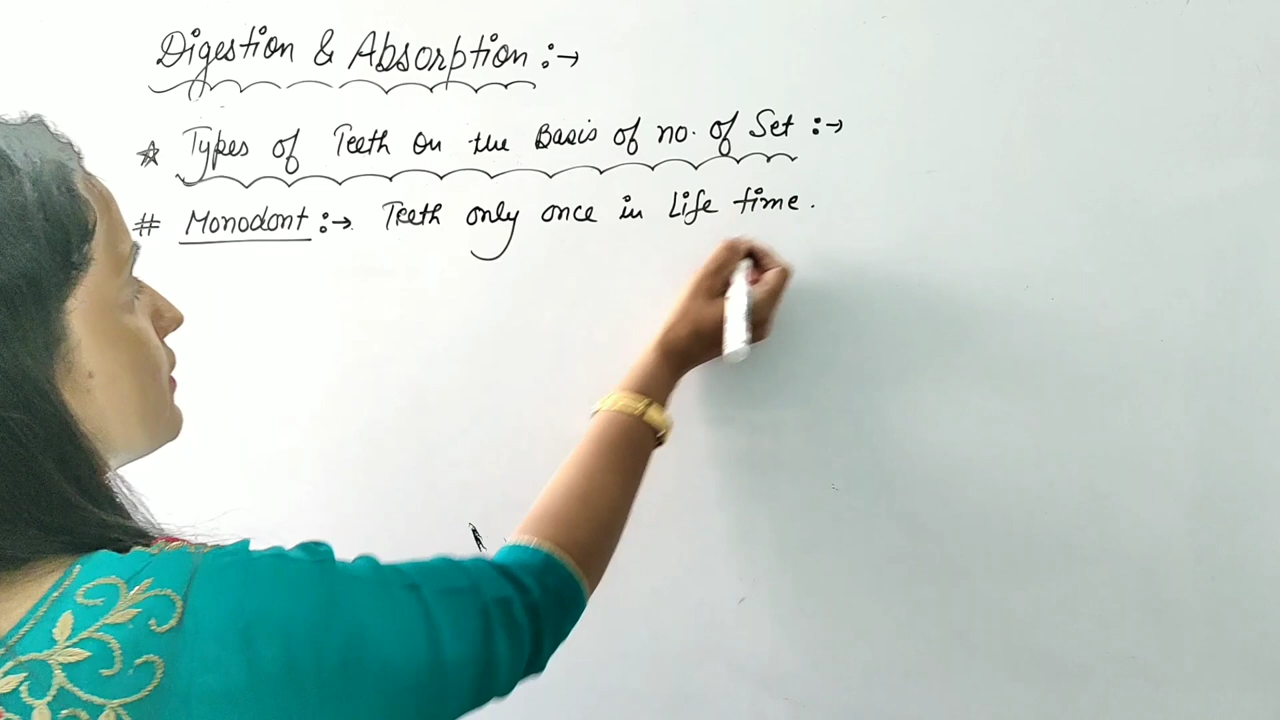 Digestion & Absorption :→
☆ Types of Teeth On the Basis of no. of Set :→
# Monodont :→ Teeth only once in Life time.